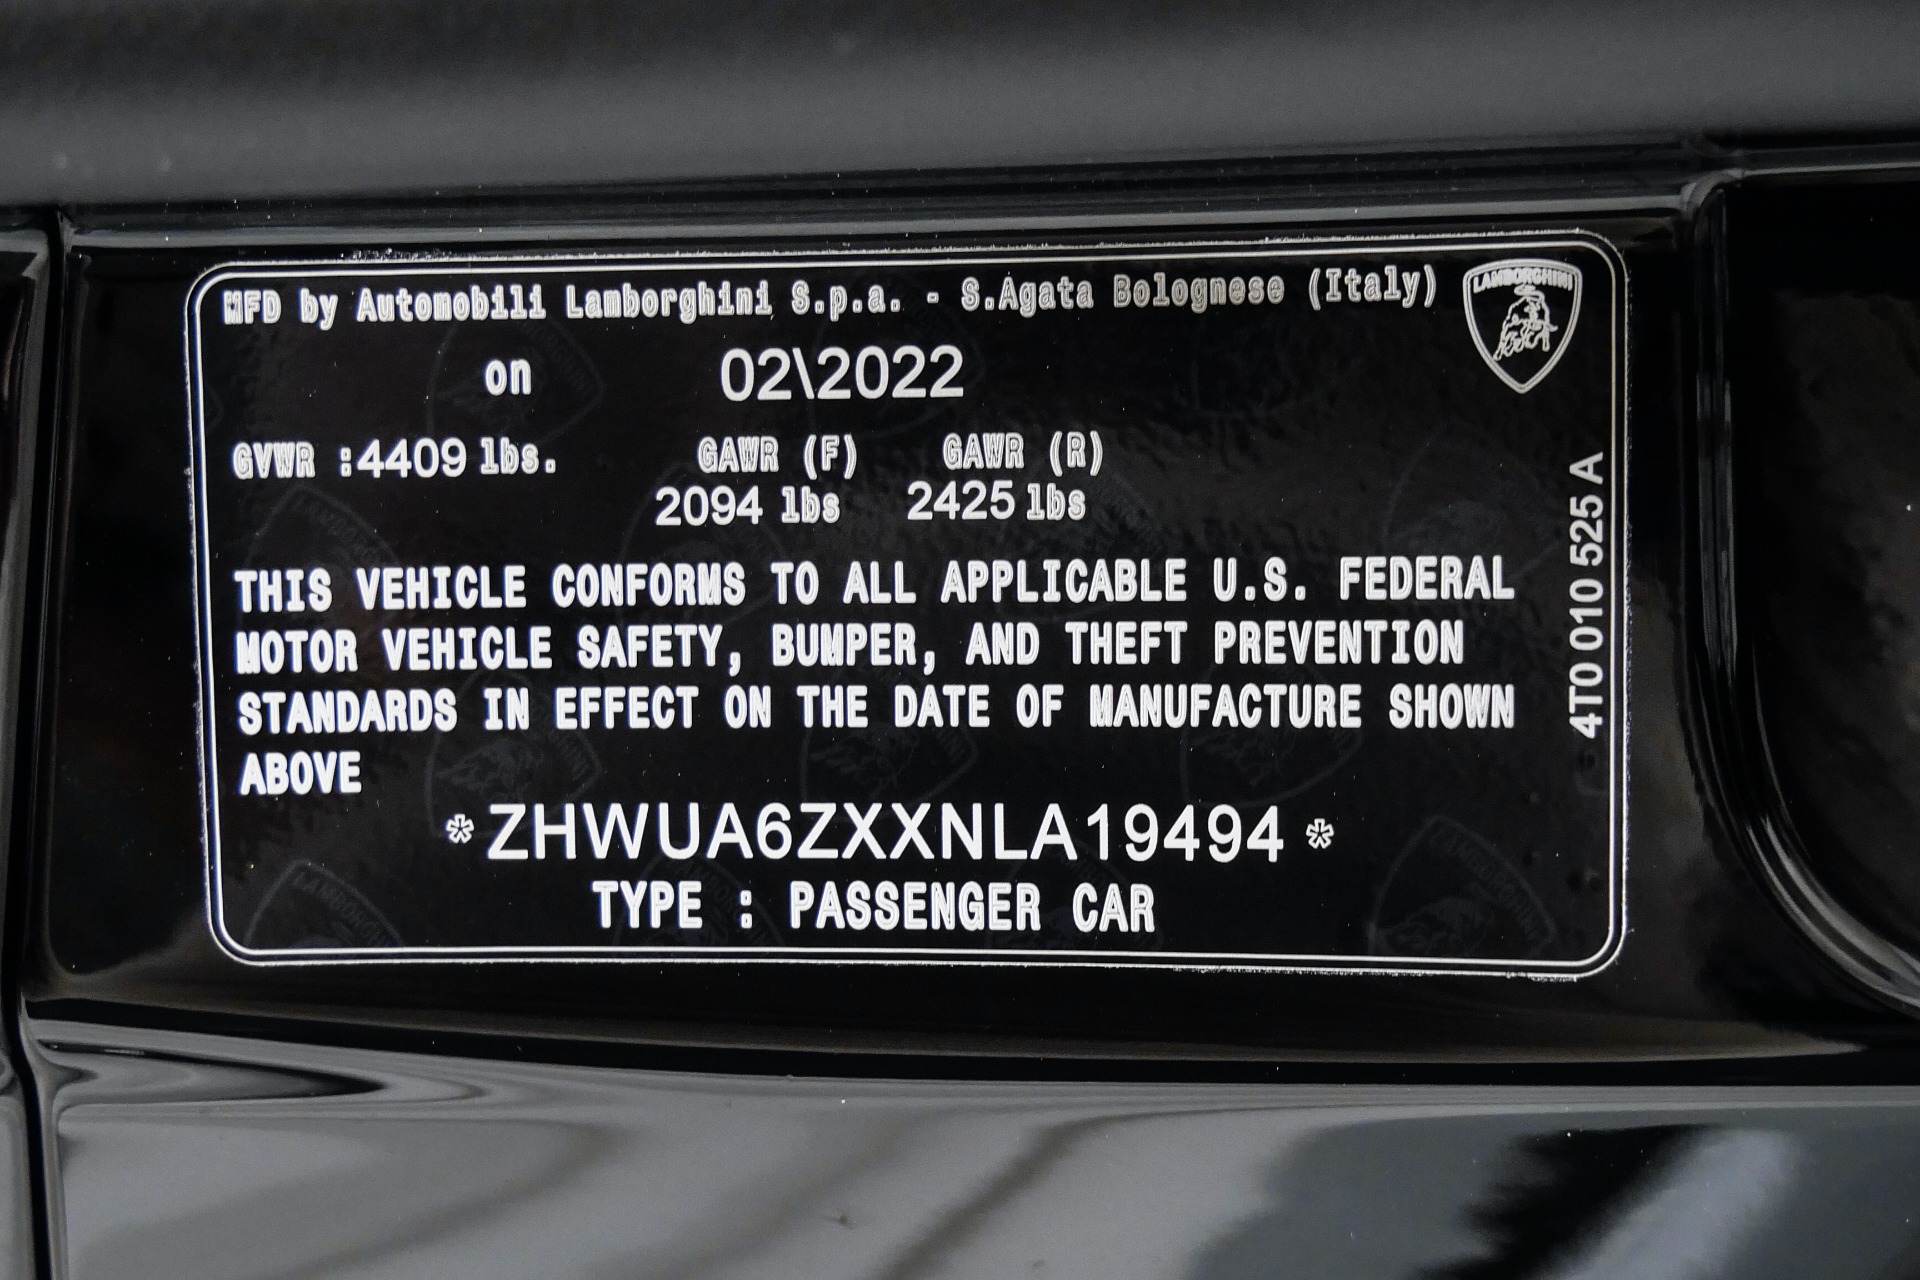 MFD by Automobili Lamborghini S.p.a. - S.Agata Bolognese (Italy)
LAMBORGHINI
on 02\2022
GVWR :4409 lbs. GAWR (F) GAWR (R)
2094 lbs 2425 lbs
THIS VEHICLE CONFORMS TO ALL APPLICABLE U.S. FEDERAL
MOTOR VEHICLE SAFETY, BUMPER, AND THEFT PREVENTION
STANDARDS IN EFFECT ON THE DATE OF MANUFACTURE SHOWN
ABOVE
*ZHWUA6ZXXNLA19494*
TYPE : PASSENGER CAR
4T0 010 525 A